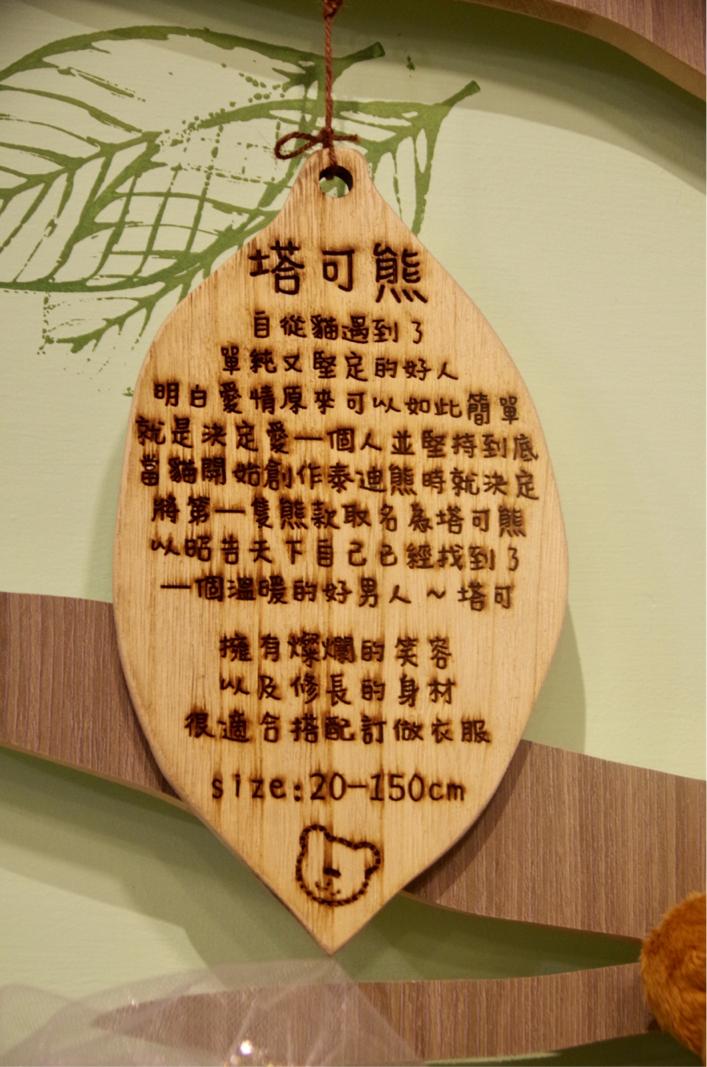 塔可熊
自從貓遇到了
單純又堅定的好人
明白愛情原來可以如此簡單
就是決定愛一個人並堅持到底
當貓開始創作泰迪熊時就決定
將第一隻熊款取名為塔可熊
以昭告天下自己已經找到了
一個溫暖的好男人～塔可
擁有燦爛的笑容
以及修長的身材
很適合搭配訂做衣服
size:20-150cm